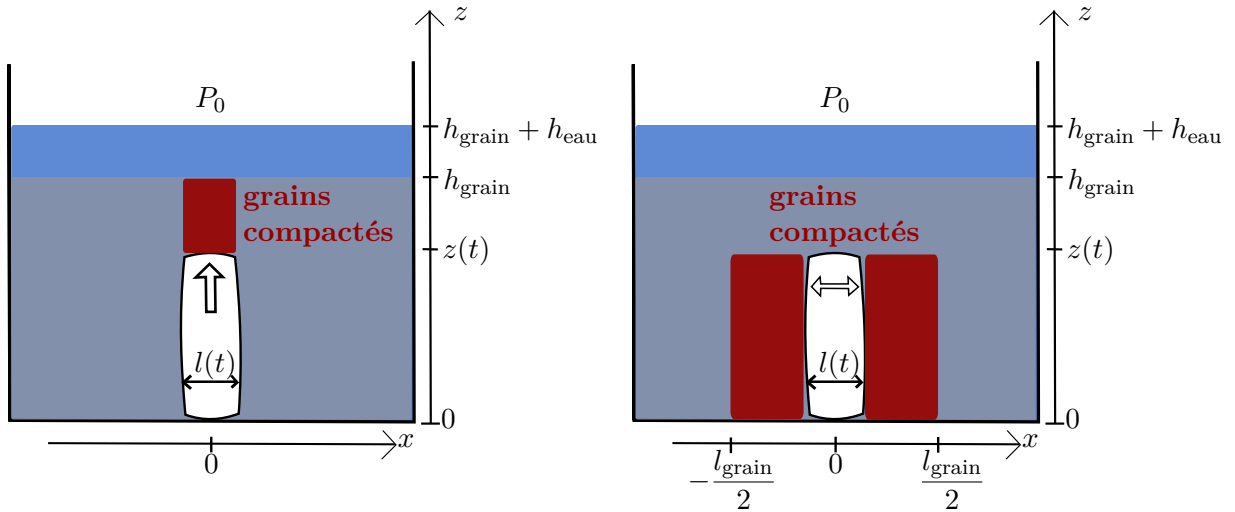 z
P₀
h_grain + h_eau
h_grain
grains
compactés
z(t)
l(t)
0
x
0
z
P₀
h_grain + h_eau
h_grain
grains
compactés
z(t)
l(t)
0
x
-l_grain/2
0
l_grain/2